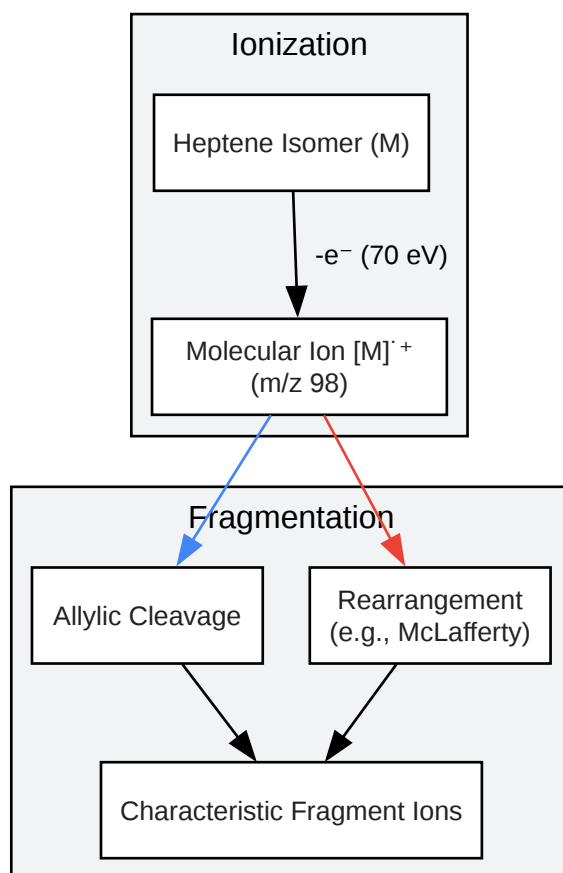 Ionization
Heptene Isomer (M)
-e⁻ (70 eV)
Molecular Ion [M]˙⁺
(m/z 98)
Fragmentation
Allylic Cleavage
Rearrangement
(e.g., McLafferty)
Characteristic Fragment Ions